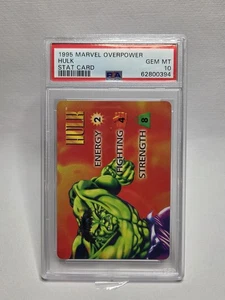 1995 MARVEL OVERPOWER
HULK
GEM MT
STAT CARD
10
PSA
62800394
HULK
ENERGY 2
FIGHTING 4
STRENGTH 8